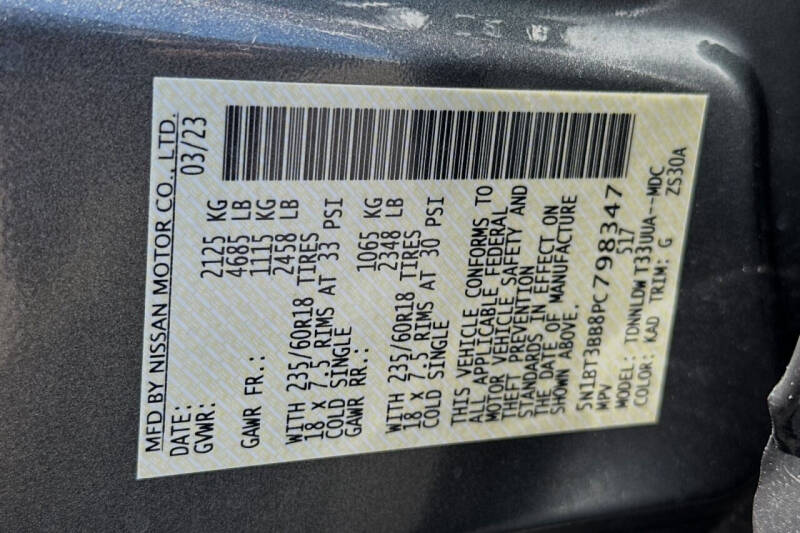 MFD BY NISSAN MOTOR CO., LTD.
DATE: 03/23
GVWR: 2125 KG
4685 LB
GAWR FR.: 1115 KG
2458 LB
WITH 235/60R18 TIRES
18 X 7.5 RIMS AT 33 PSI
COLD SINGLE
GAWR RR.: 1065 KG
2348 LB
WITH 235/60R18 TIRES
18 X 7.5 RIMS AT 30 PSI
COLD SINGLE
THIS VEHICLE CONFORMS TO
ALL APPLICABLE FEDERAL
MOTOR VEHICLE SAFETY AND
THEFT PREVENTION
STANDARDS IN EFFECT ON
THE DATE OF MANUFACTURE
SHOWN ABOVE.
5N1BT3BB8PC798347
MPV 517
MODEL: TDNNLDW T33UUA--MDC
COLOR: KAD TRIM: G ZS30A